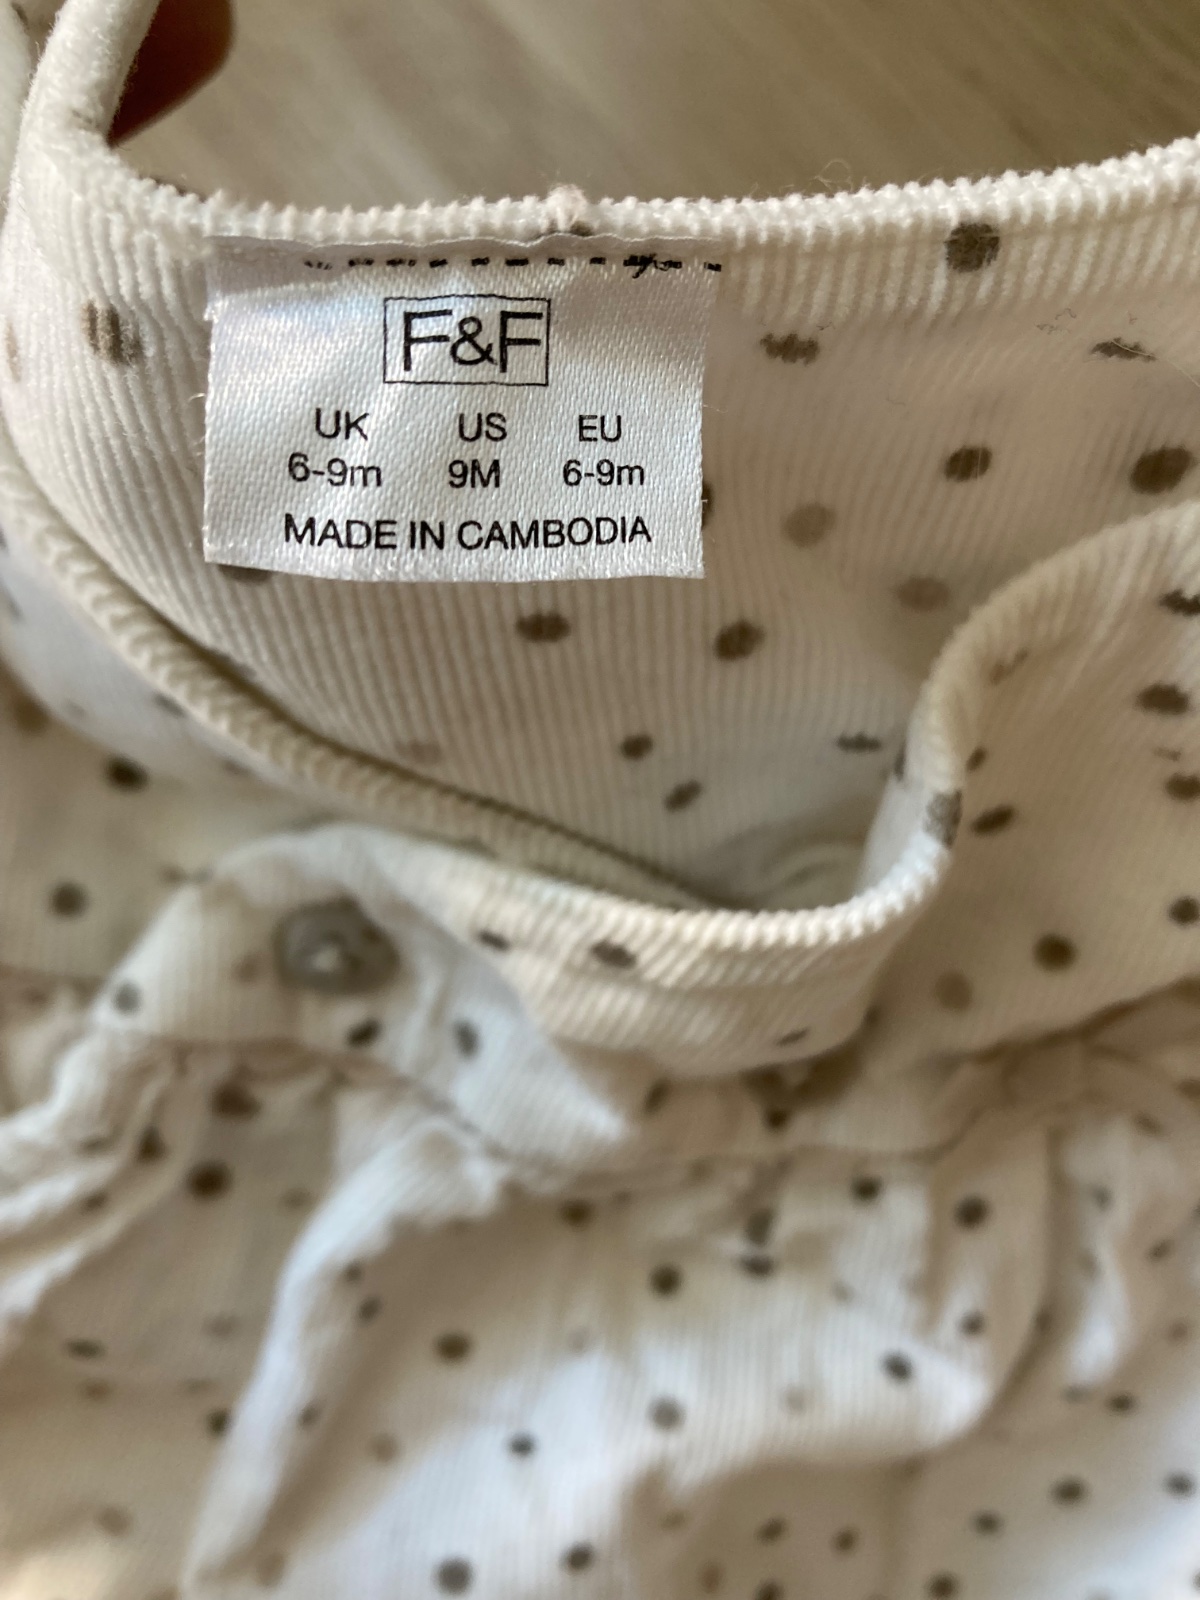 F&F
UK US EU
6-9m 9M 6-9m
MADE IN CAMBODIA